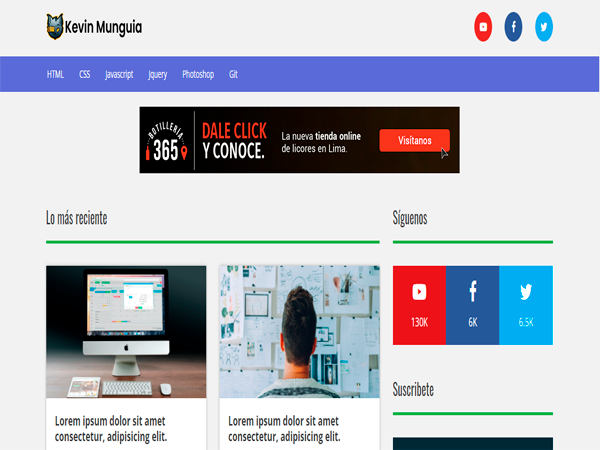 Kevin Munguia
HTML CSS Javascript Jquery Photoshop Git
BOTILLERÍA
365
DALE CLICK
Y CONOCE.
La nueva tienda online
de licores en Lima.
Visítanos
Lo más reciente
Síguenos
130K
6K
6.5K
Lorem ipsum dolor sit amet
consectetur, adipisicing elit.
Lorem ipsum dolor sit amet
consectetur, adipisicing elit.
Suscribete